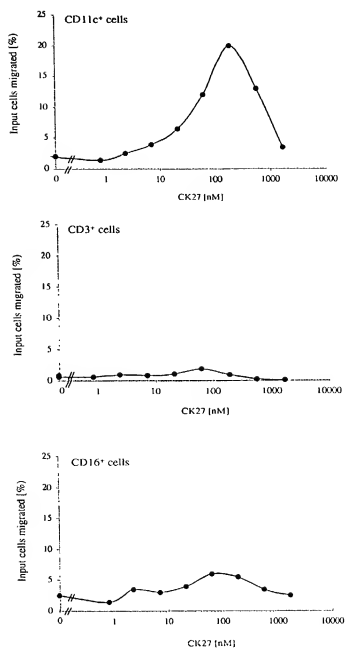 CD11c⁺ cells
Input cells migrated [%]
25
20
15
10
5
0
0 1 10 100 1000 10000
CK27 [nM]
CD3⁺ cells
Input cells migrated (%)
25
20
15
10
5
0
0 1 10 100 1000 10000
CK27 [nM]
CD16⁺ cells
Input cells migrated [%]
25
20
15
10
5
0
0 1 10 100 1000 10000
CK27 [nM]